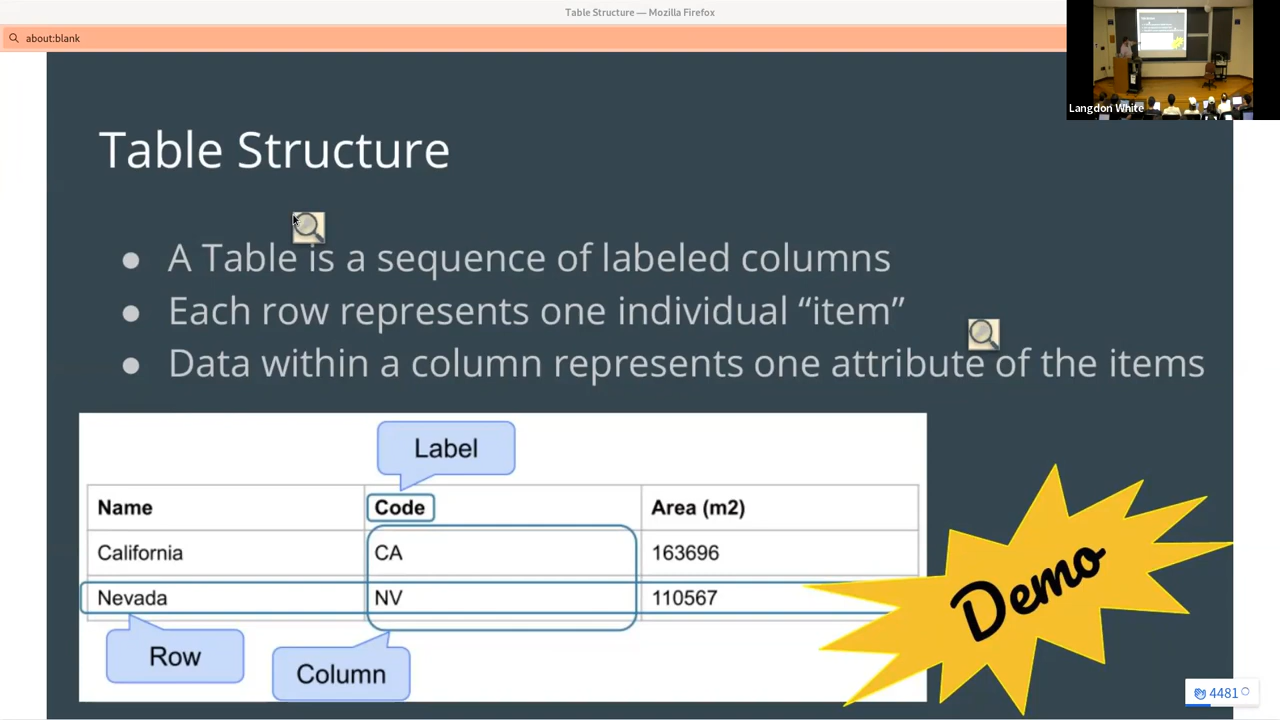 Table Structure — Mozilla Firefox
about:blank
Langdon White
Table Structure
● A Table is a sequence of labeled columns
● Each row represents one individual “item”
● Data within a column represents one attribute of the items
Label
Name Code Area (m2)
California CA 163696
Nevada NV 110567
Row
Column
Demo
4481